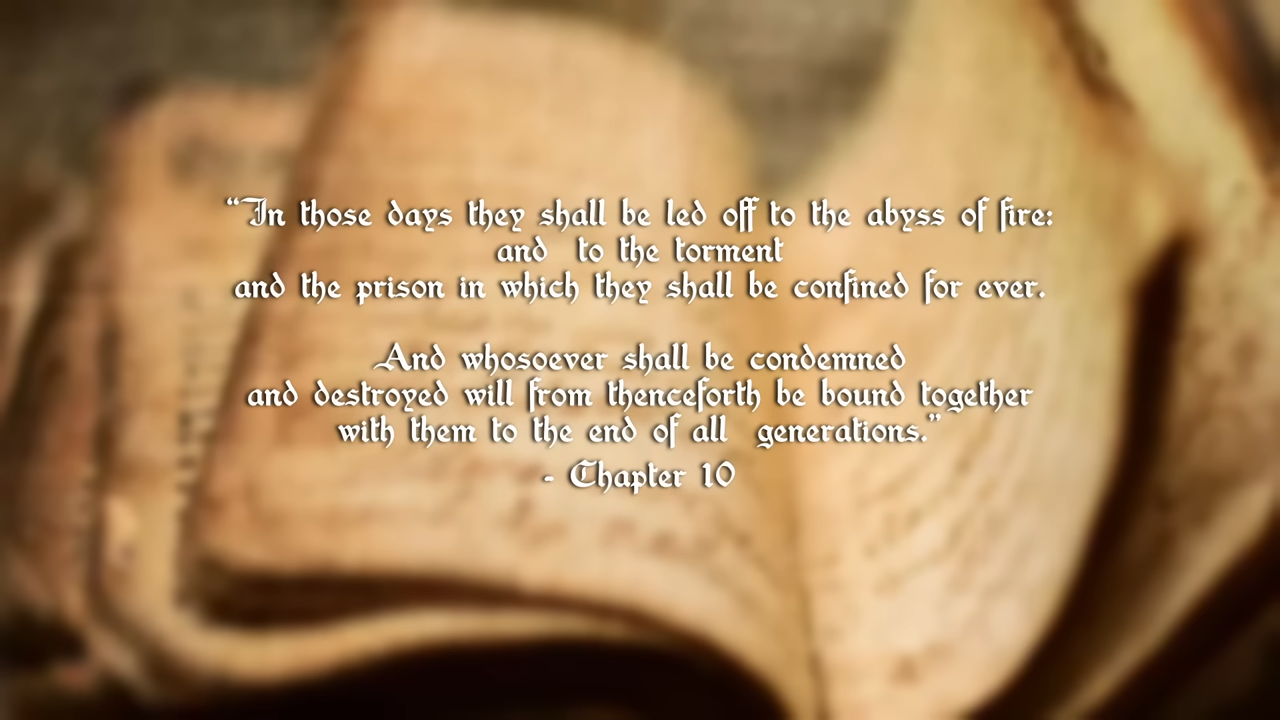 “In those days they shall be led off to the abyss of fire:
and to the torment
and the prison in which they shall be confined for ever.
And whosoever shall be condemned
and destroyed will from thenceforth be bound together
with them to the end of all generations.”
- Chapter 10